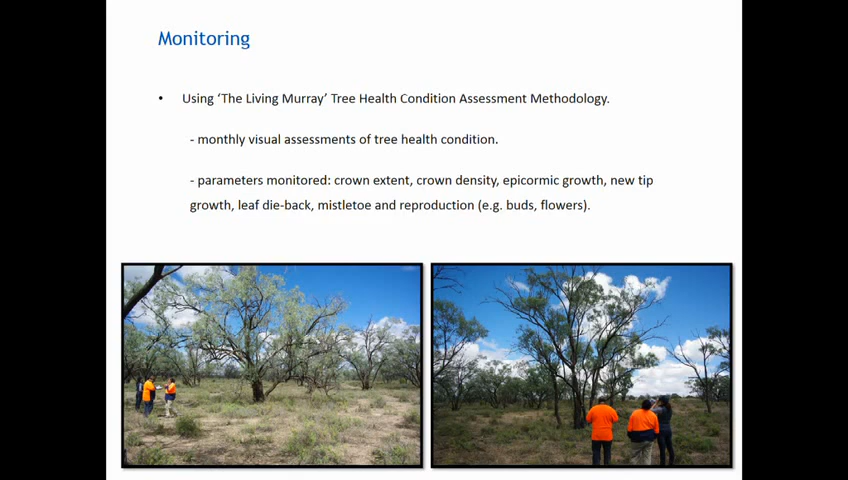 Monitoring
• Using ‘The Living Murray’ Tree Health Condition Assessment Methodology.
- monthly visual assessments of tree health condition.
- parameters monitored: crown extent, crown density, epicormic growth, new tip
growth, leaf die-back, mistletoe and reproduction (e.g. buds, flowers).